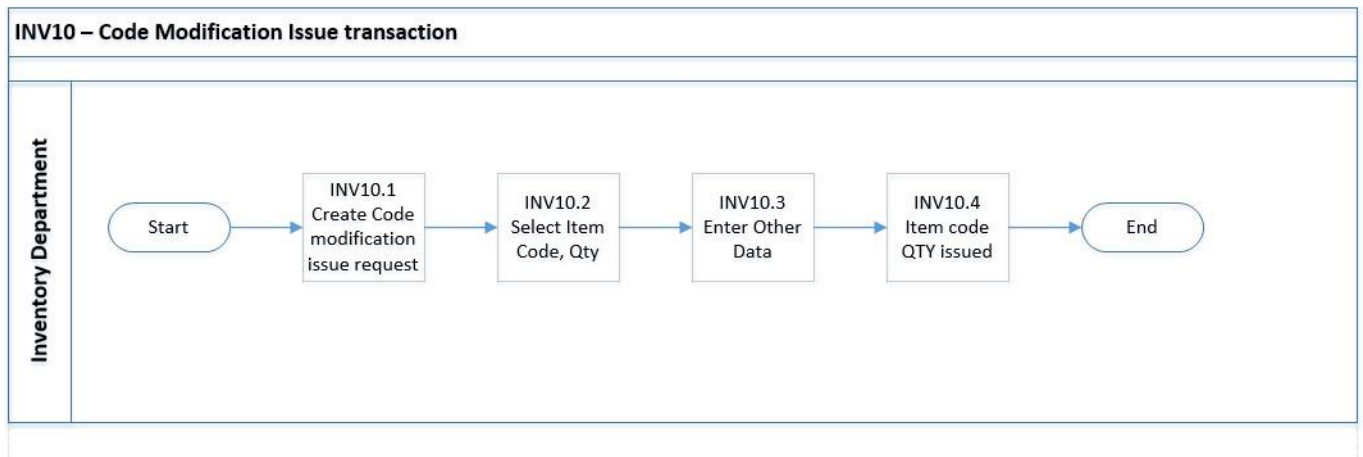 INV10 – Code Modification Issue transaction
Inventory Department
Start
INV10.1
Create Code
modification
issue request
INV10.2
Select Item
Code, Qty
INV10.3
Enter Other
Data
INV10.4
Item code
QTY issued
End